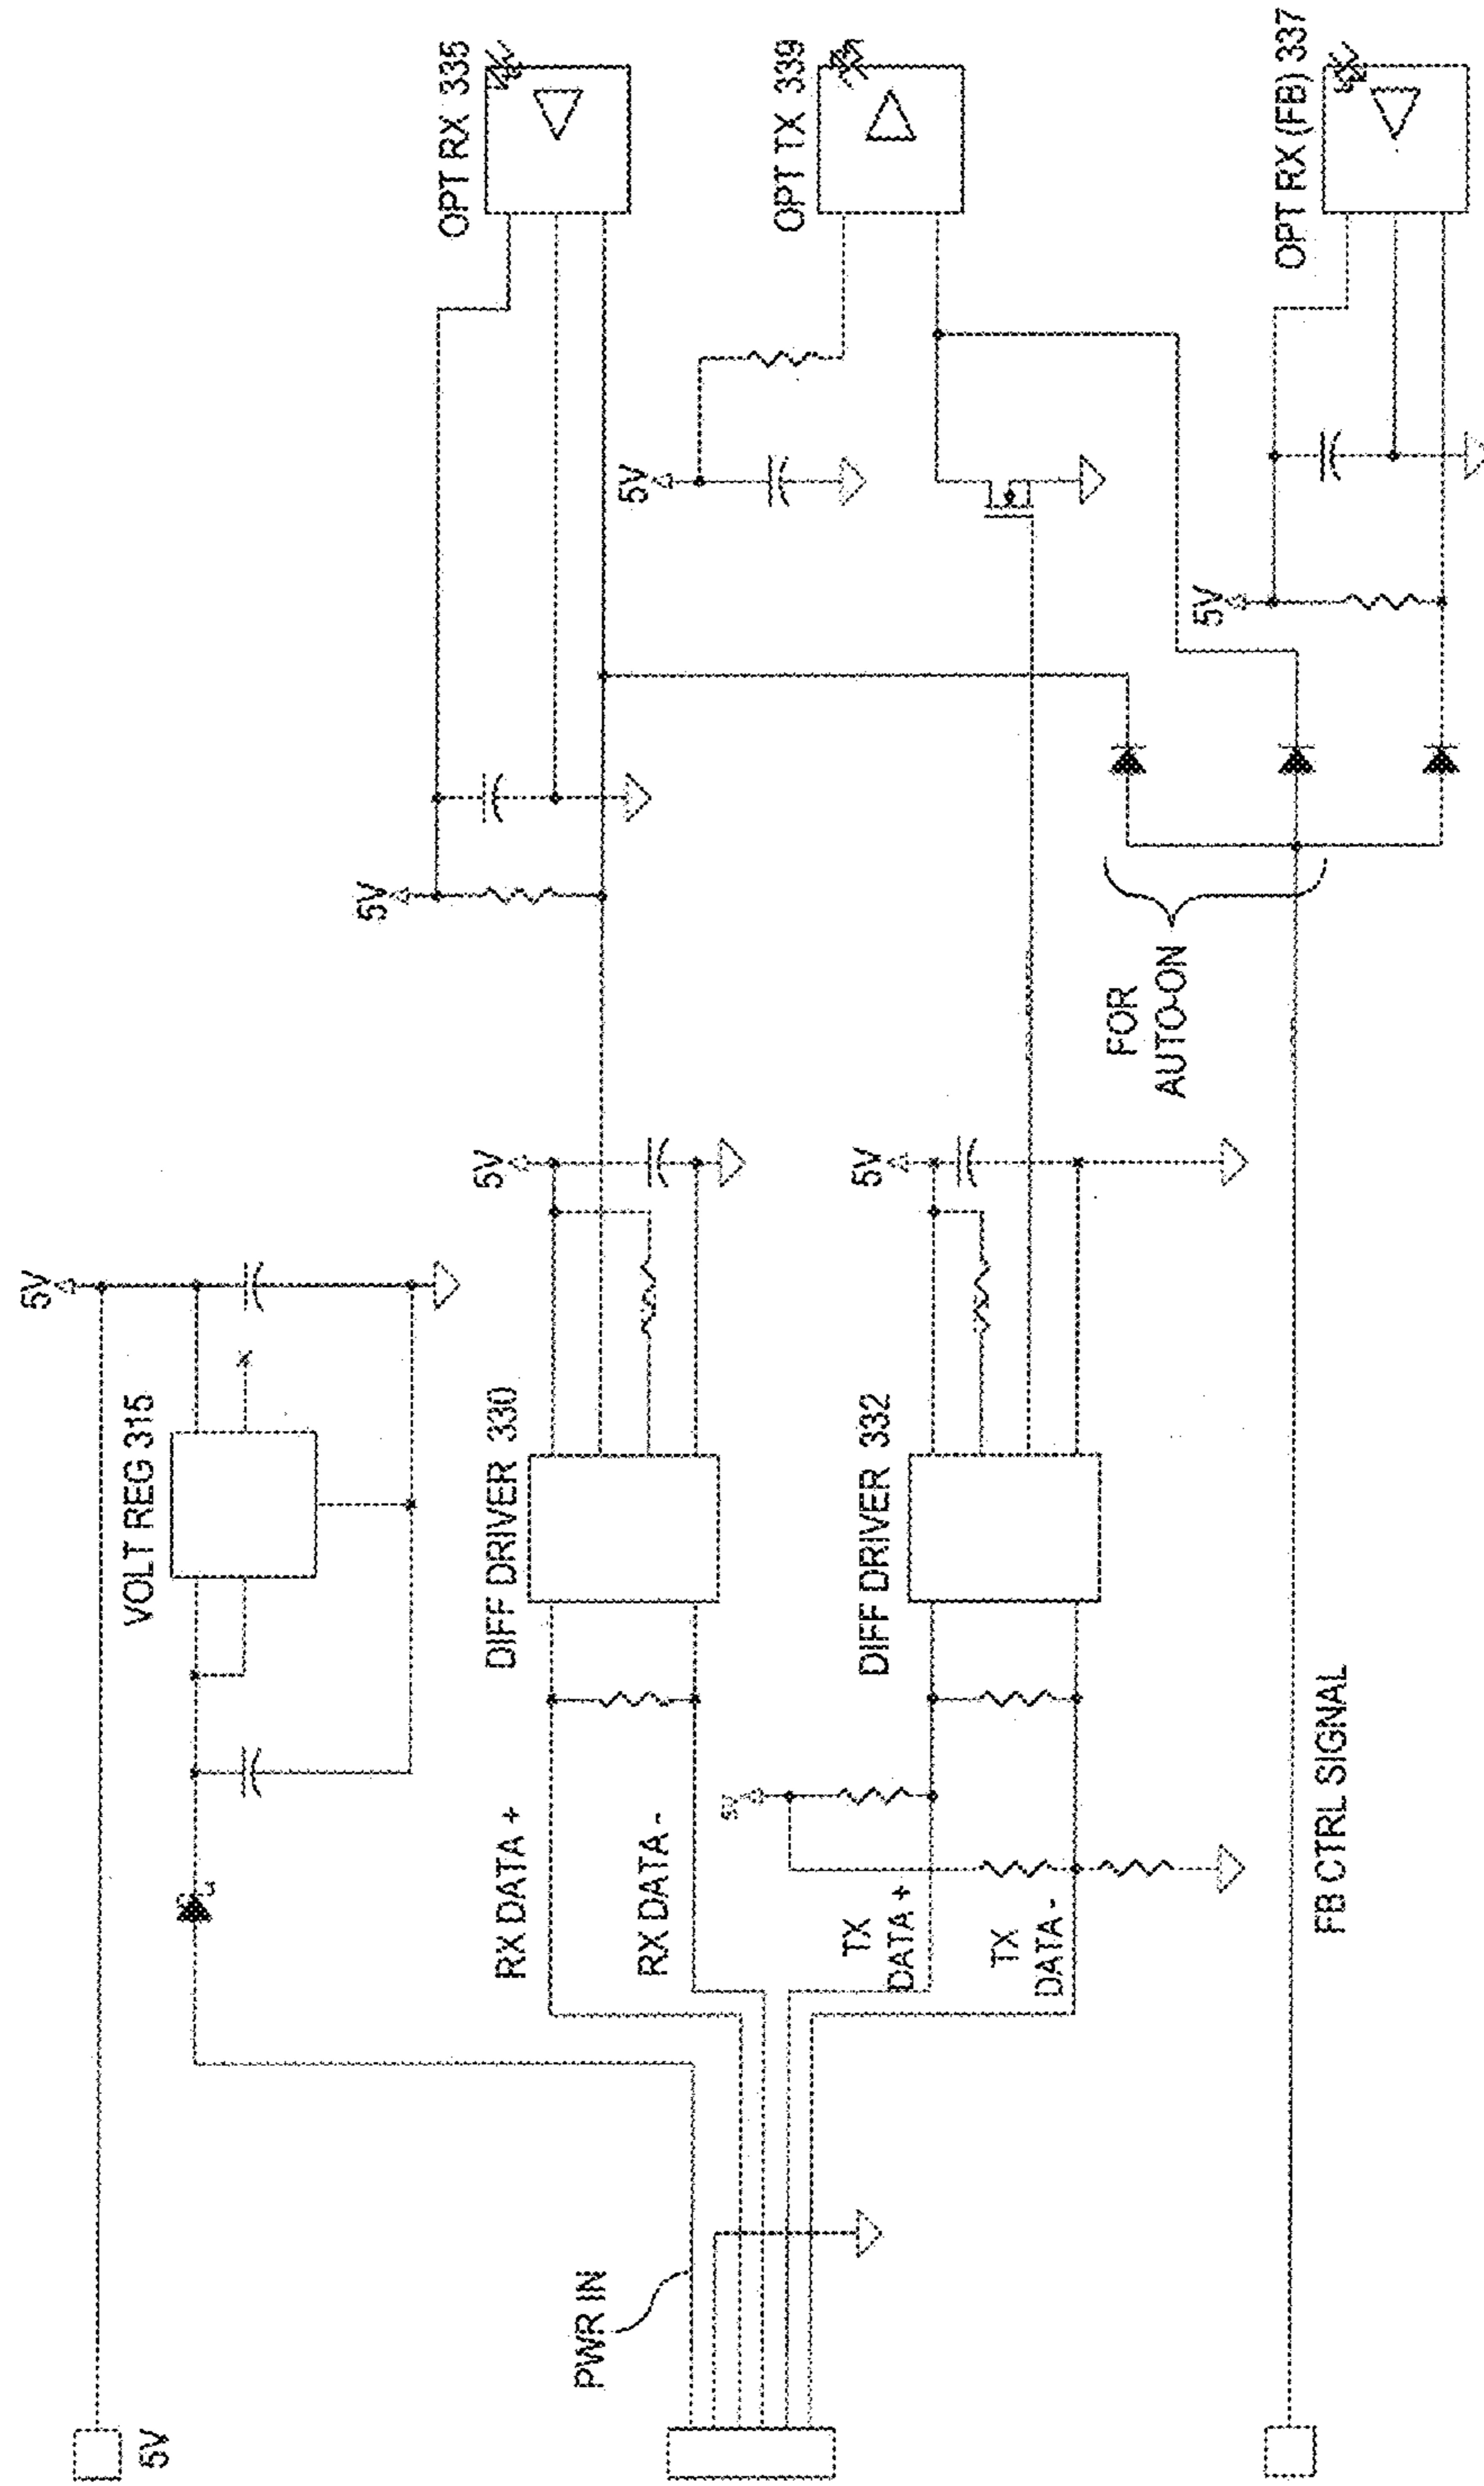 5V
5V
VOLT REG 315
PWR IN
RX DATA +
RX DATA -
DIFF DRIVER 330
5V
5V
OPT RX 335
TX
DATA +
TX
DATA -
5V
DIFF DRIVER 332
5V
5V
OPT TX 339
FOR
AUTO-ON
5V
OPT RX (FB) 337
FB CTRL SIGNAL